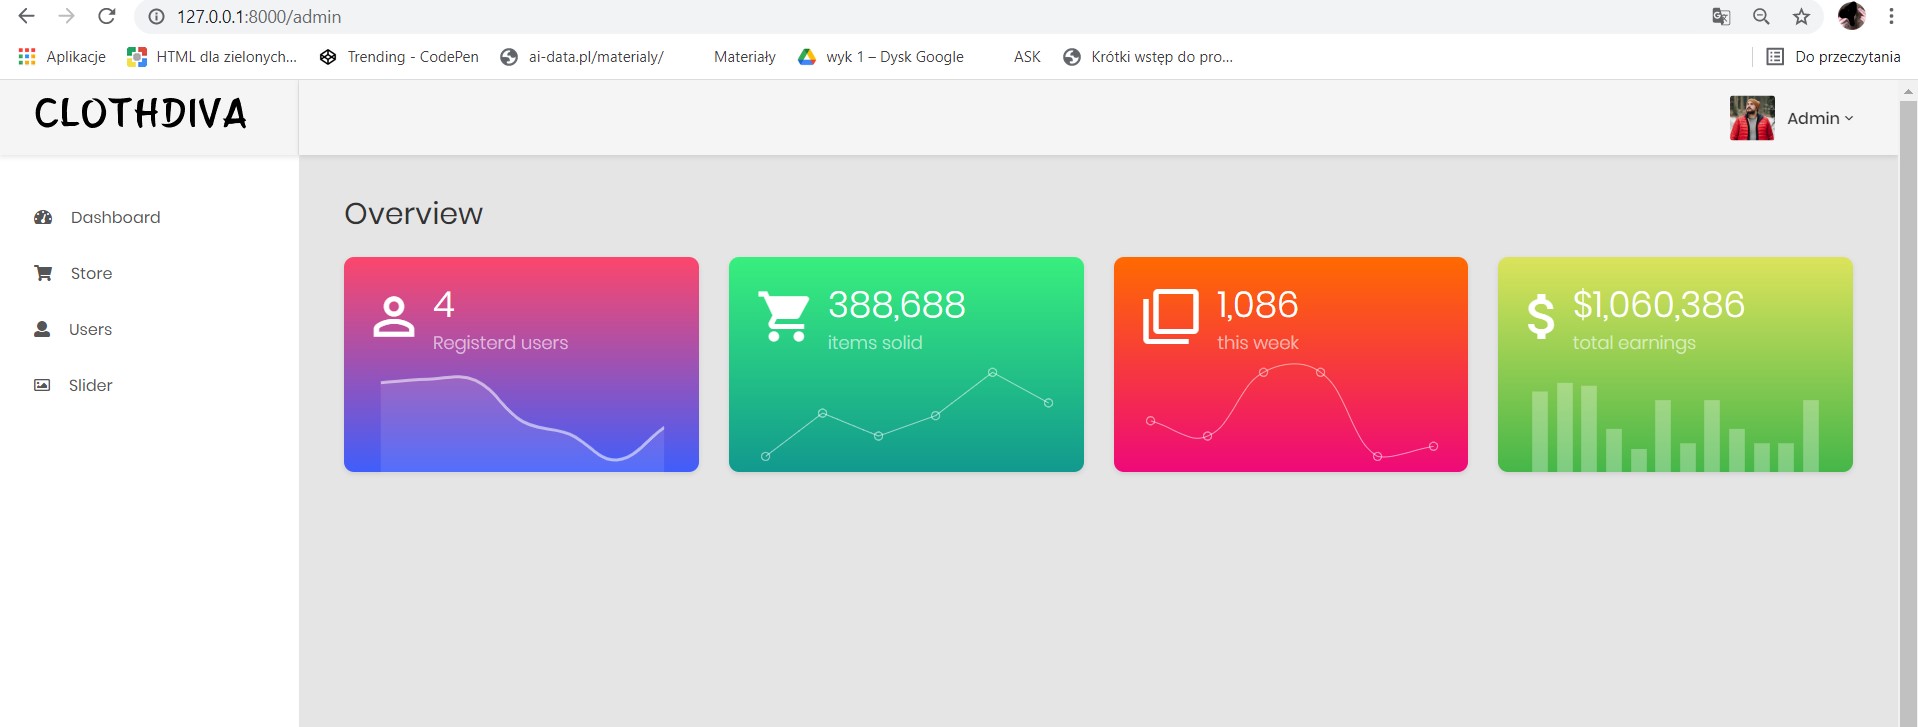 127.0.0.1:8000/admin
Aplikacje
HTML dla zielonych...
Trending - CodePen
ai-data.pl/materialy/
Materiały
wyk 1 – Dysk Google
ASK
Krótki wstęp do pro...
Do przeczytania
CLOTHDIVA
Admin
Dashboard
Store
Users
Slider
Overview
4
Registerd users
388,688
items solid
1,086
this week
$
$1,060,386
total earnings